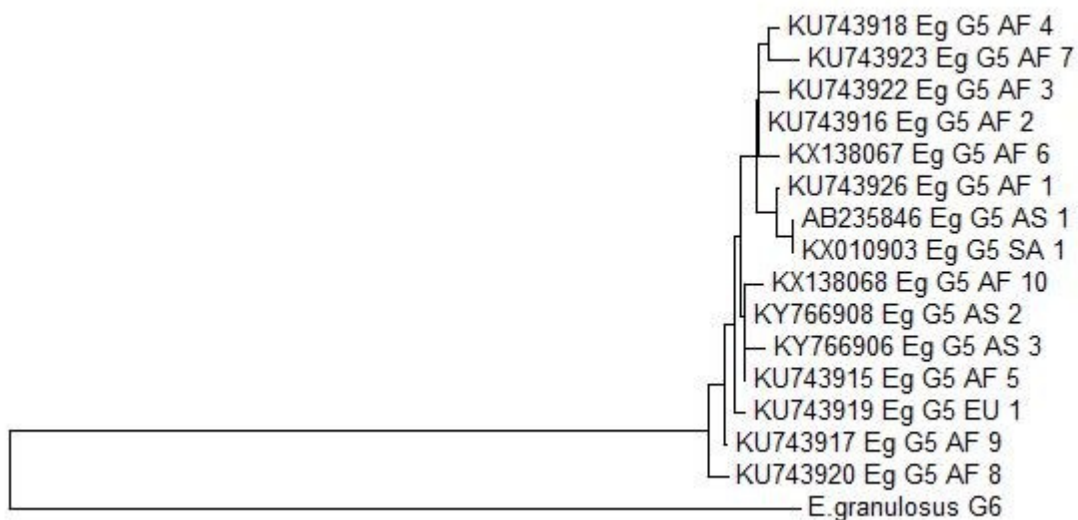 KU743918 Eg G5 AF 4
KU743923 Eg G5 AF 7
KU743922 Eg G5 AF 3
KU743916 Eg G5 AF 2
KX138067 Eg G5 AF 6
KU743926 Eg G5 AF 1
AB235846 Eg G5 AS 1
KX010903 Eg G5 SA 1
KX138068 Eg G5 AF 10
KY766908 Eg G5 AS 2
KY766906 Eg G5 AS 3
KU743915 Eg G5 AF 5
KU743919 Eg G5 EU 1
KU743917 Eg G5 AF 9
KU743920 Eg G5 AF 8
E.granulosus G6